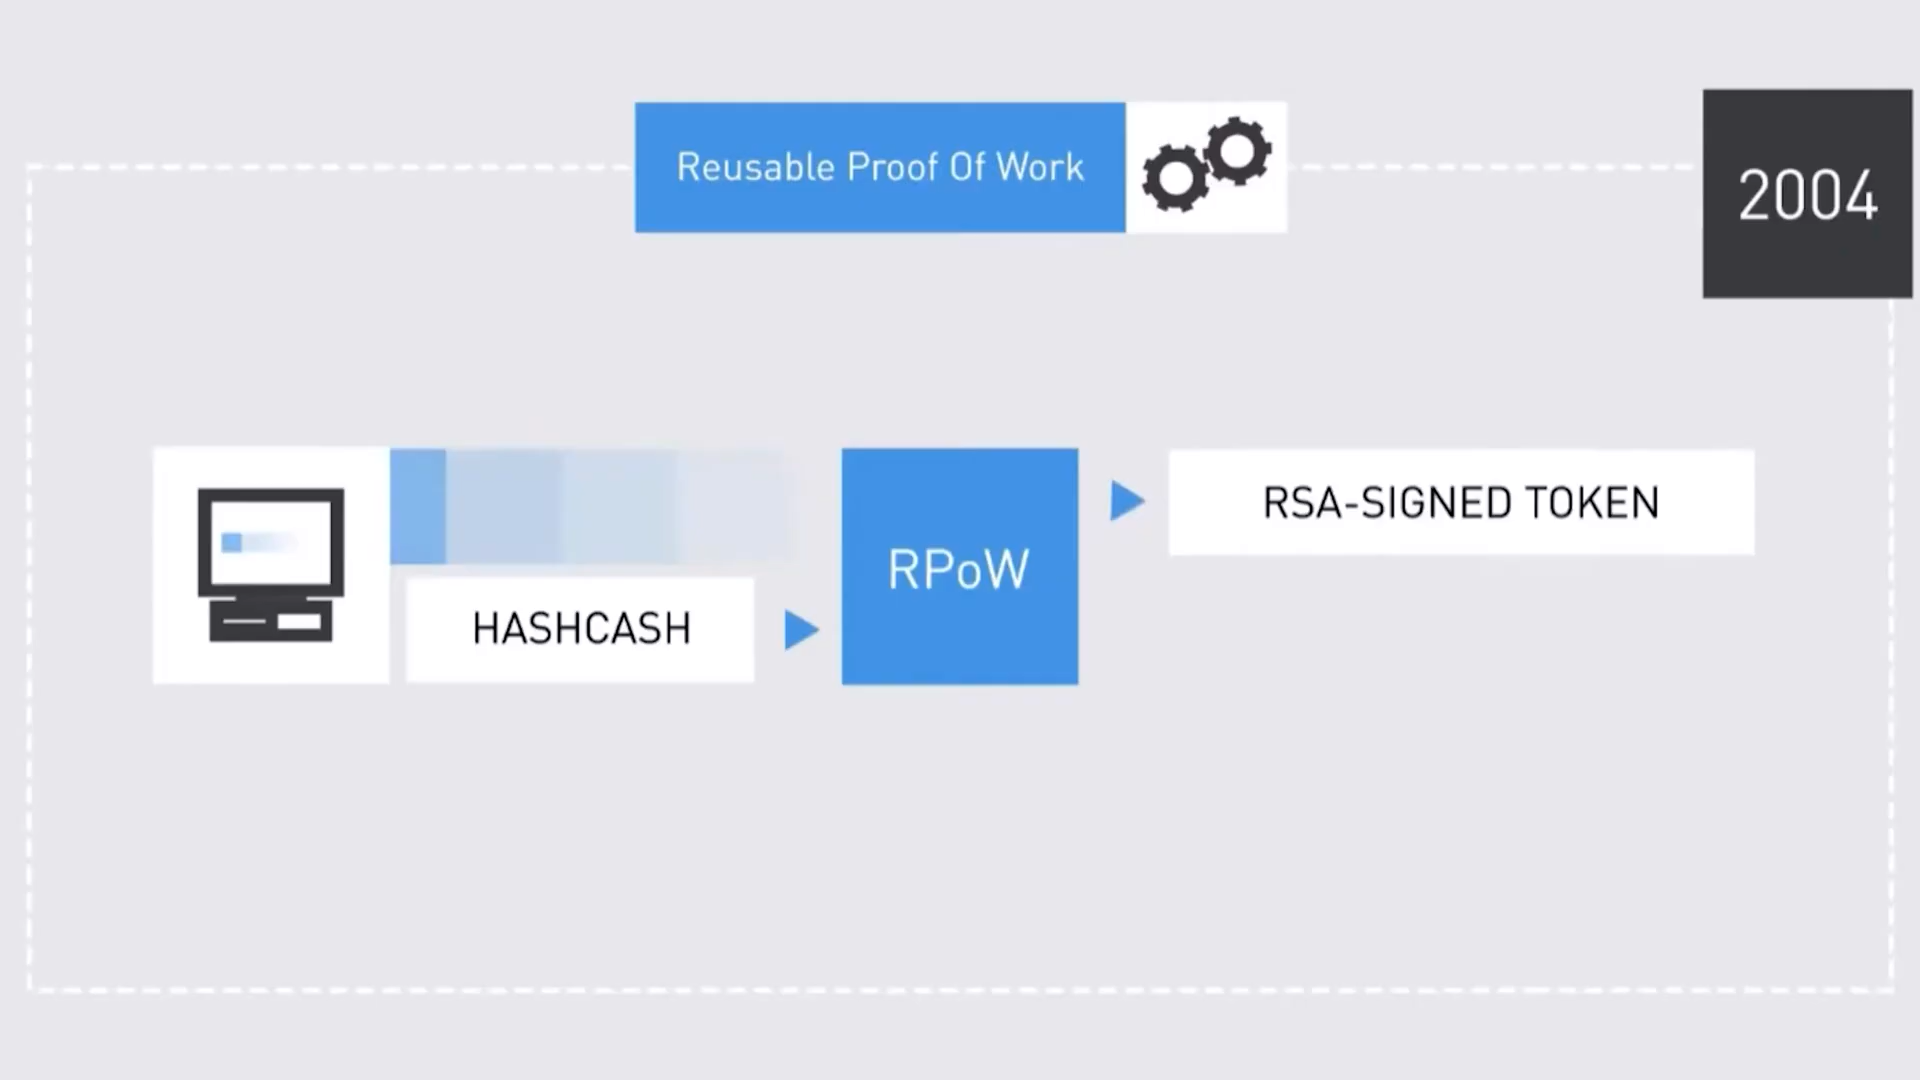 Reusable Proof Of Work
2004
HASHCASH
RPoW
RSA-SIGNED TOKEN